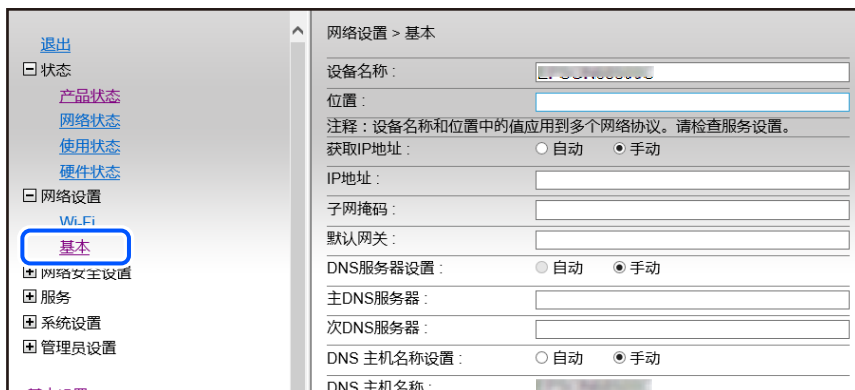 退出
状态
产品状态
网络状态
使用状态
硬件状态
网络设置
Wi-Fi
基本
网络安全设置
服务
系统设置
管理员设置
网络设置 > 基本
设备名称 :
位置 :
注释：设备名称和位置中的值应用到多个网络协议。请检查服务设置。
获取IP地址 : 自动 手动
IP地址 :
子网掩码 :
默认网关 :
DNS服务器设置 : 自动 手动
主DNS服务器 :
次DNS服务器 :
DNS 主机名称设置 : 自动 手动
DNS 主机名称 :